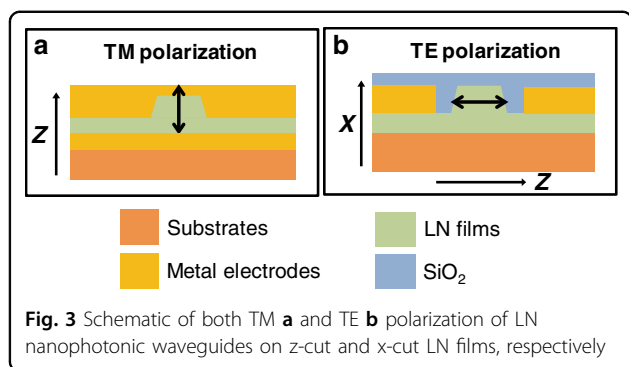 a
TM polarization
Z
b
TE polarization
X
Z
Substrates
LN films
Metal electrodes
SiO₂
Fig. 3 Schematic of both TM a and TE b polarization of LN
nanophotonic waveguides on z-cut and x-cut LN films, respectively